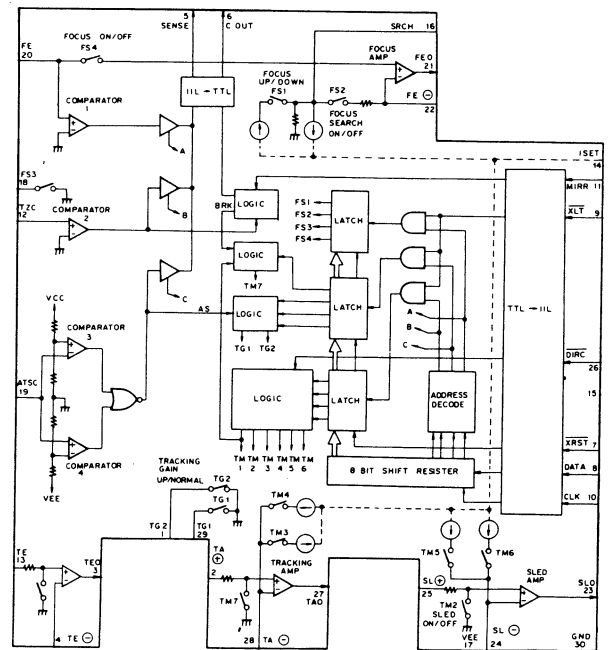 5
SENSE
6
C OUT
SRCH 16
FE
20
FOCUS ON/OFF
FS4
FOCUS
AMP
FEO
21
FE ⊖
22
FOCUS
UP/DOWN
FS1
FS2
FOCUS
SEARCH
ON/OFF
IIL → TTL
COMPARATOR
1
A
ISET
14
MIRR 11
FS3
18
TZC
12
COMPARATOR
2
B
BRK
LOGIC
FS1
FS2
FS3
FS4
LATCH
XLT 9
LOGIC
TM7
C
AS
LOGIC
TG1 TG2
LATCH
A
B
C
TTL → IIL
VCC
COMPARATOR
3
ATSC
19
COMPARATOR
4
VEE
LOGIC
LATCH
ADDRESS
DECODE
DIRC
26
15
TM TM TM TM TM TM
1 2 3 4 5 6
8 BIT SHIFT RESISTER
XRST 7
DATA 8
CLK 10
TRACKING
GAIN
UP/NORMAL
TG2
TG1
TG2
1
TG1
29
TM4
TM3
TM5
TM6
TE
13
TEO
3
4 TE ⊖
TA
⊕
2
TM7
TRACKING
AMP
27
TAO
28 TA ⊖
SL ⊕
25
TM2
SLED
ON/OFF
VEE
17
SL ⊖
24
SLED
AMP
SLO
23
GND
30